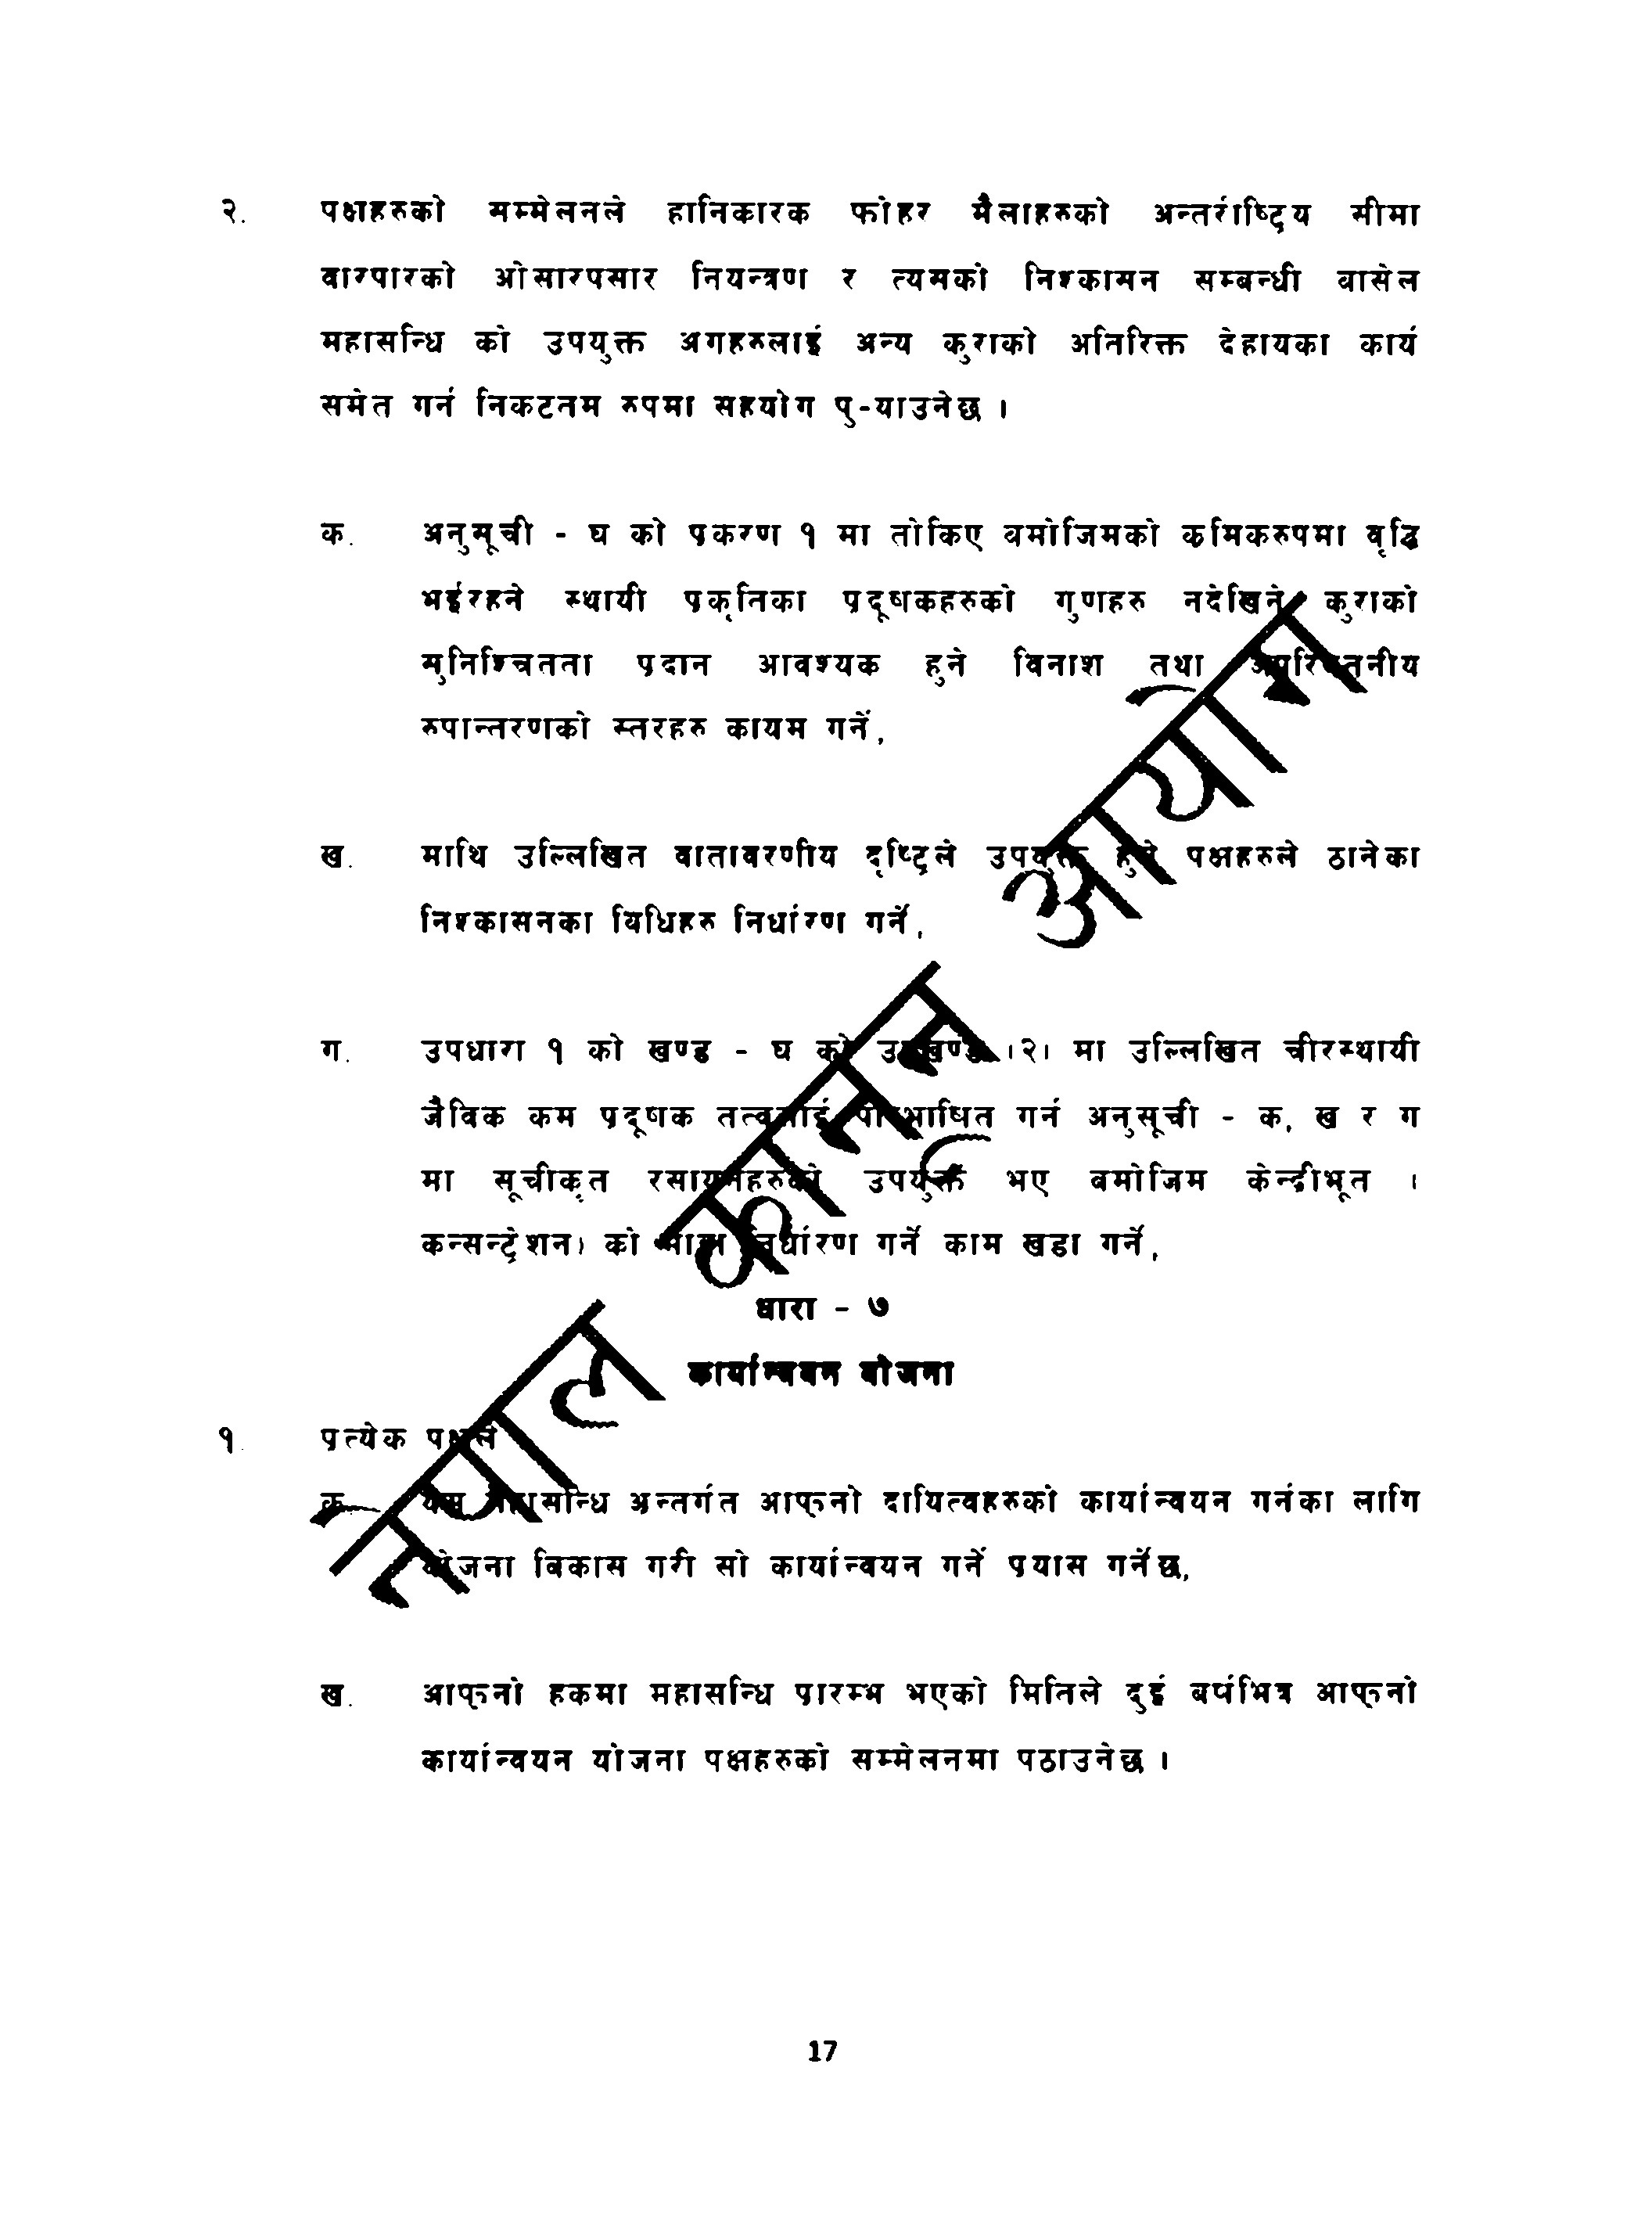 २. पक्षहरुको सम्मेलनले हानिकारक फोहर मैलाहरुको अन्तर्राष्ट्रिय सीमा
वारपारको ओसारपसार नियन्त्रण र त्यसको निश्कासन सम्बन्धी वासेल
महासन्धि को उपयुक्त अंगहरुलाई अन्य कुराको अतिरिक्त देहायका कार्य
समेत गर्न निकटतम रुपमा सहयोग पु-याउनेछ ।
क. अनुसूची - घ को प्रकरण १ मा तोकिए वमोजिमको क्रमिकरुपमा वृद्धि
भईरहने स्थायी प्रकृतिका प्रदूषकहरुको गुणहरु नदेखिने कुराको
सुनिश्चितता प्रदान आवश्यक हुने विनाश तथा अपरिवर्तनीय
रुपान्तरणको स्तरहरु कायम गर्ने,
ख. माथि उल्लिखित वातावरणीय दृष्टिले उपयुक्त हुने पक्षहरुले ठानेका
निश्कासनका विधिहरु निर्धारण गर्ने,
ग. उपधारा १ को खण्ड - घ को उपखण्ड (२) मा उल्लिखित चीरस्थायी
जैविक कम प्रदूषक तत्वलाई परिभाषित गर्न अनुसूची - क, ख र ग
मा सूचीकृत रसायनहरुको उपयुक्त भए बमोजिम केन्द्रीभूत (
कन्सन्ट्रेशन) को मात्रा निर्धारण गर्ने काम खडा गर्ने,
धारा - ७
कार्यान्वयन योजना
१. प्रत्येक पक्षले
क. यस महासन्धि अन्तर्गत आफ्नो दायित्वहरुको कार्यान्वयन गर्नका लागि
योजना विकास गरी सो कार्यान्वयन गर्ने प्रयास गर्नेछ,
ख. आफ्नो हकमा महासन्धि प्रारम्भ भएको मितिले दुई बर्षभित्र आफ्नो
कार्यान्वयन योजना पक्षहरुको सम्मेलनमा पठाउनेछ ।
नेपाल कानून आयोग
17